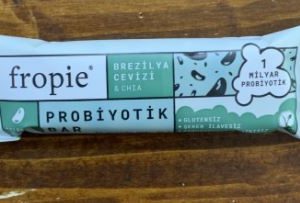 fropie
BREZİLYA
CEVİZİ
& CHIA
1
MİLYAR
PROBİYOTİK
PROBİYOTİK
BAR
• GLUTENSİZ
• ŞEKER İLAVESİZ